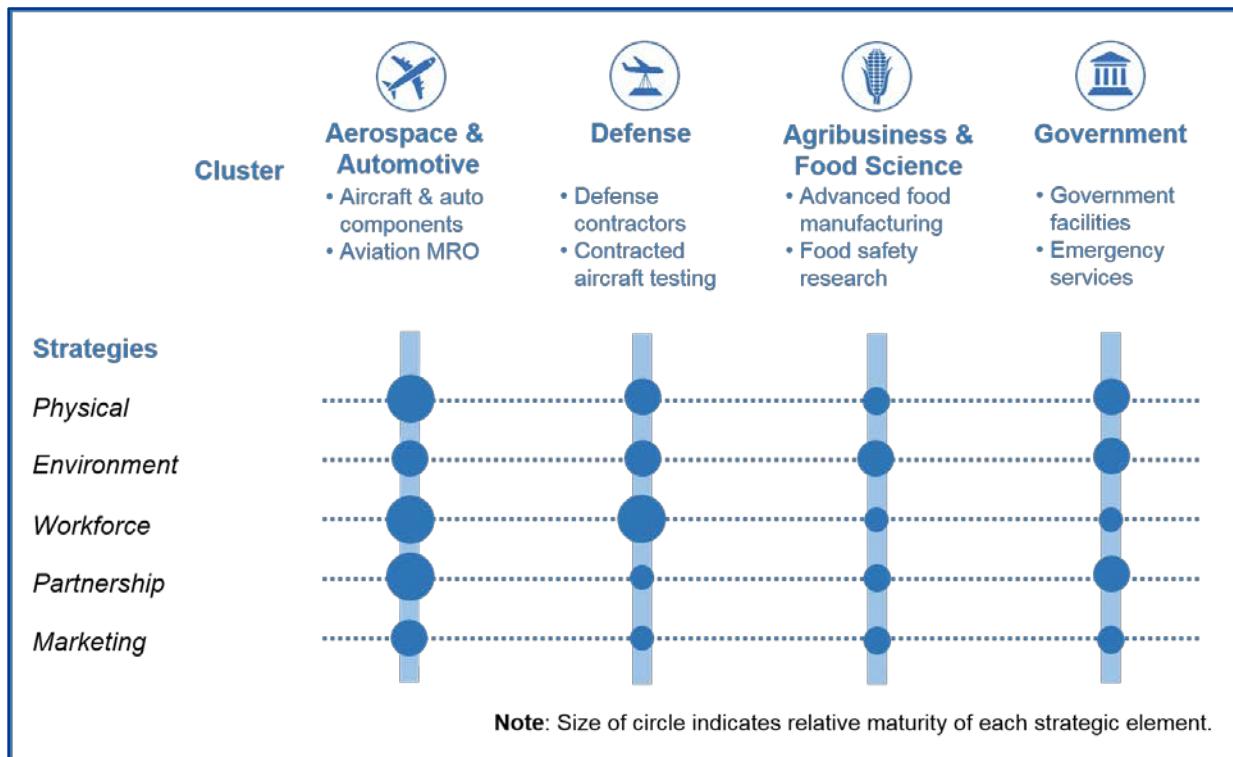 Cluster
Aerospace &
Automotive
• Aircraft & auto
components
• Aviation MRO
Defense
• Defense
contractors
• Contracted
aircraft testing
Agribusiness &
Food Science
• Advanced food
manufacturing
• Food safety
research
Government
• Government
facilities
• Emergency
services
Strategies
Physical
Environment
Workforce
Partnership
Marketing
Note: Size of circle indicates relative maturity of each strategic element.